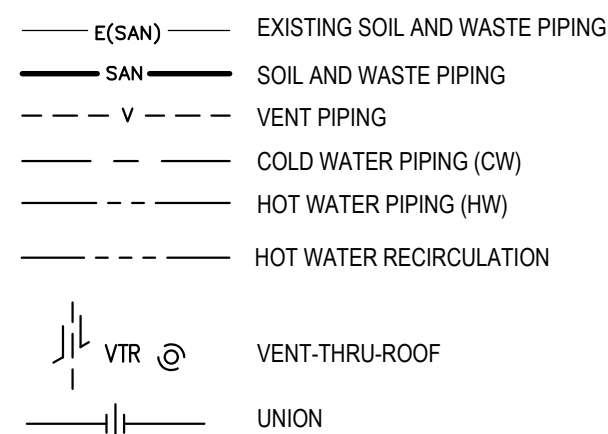 E(SAN) EXISTING SOIL AND WASTE PIPING
SAN SOIL AND WASTE PIPING
V VENT PIPING
COLD WATER PIPING (CW)
HOT WATER PIPING (HW)
HOT WATER RECIRCULATION
VTR VENT-THRU-ROOF
UNION